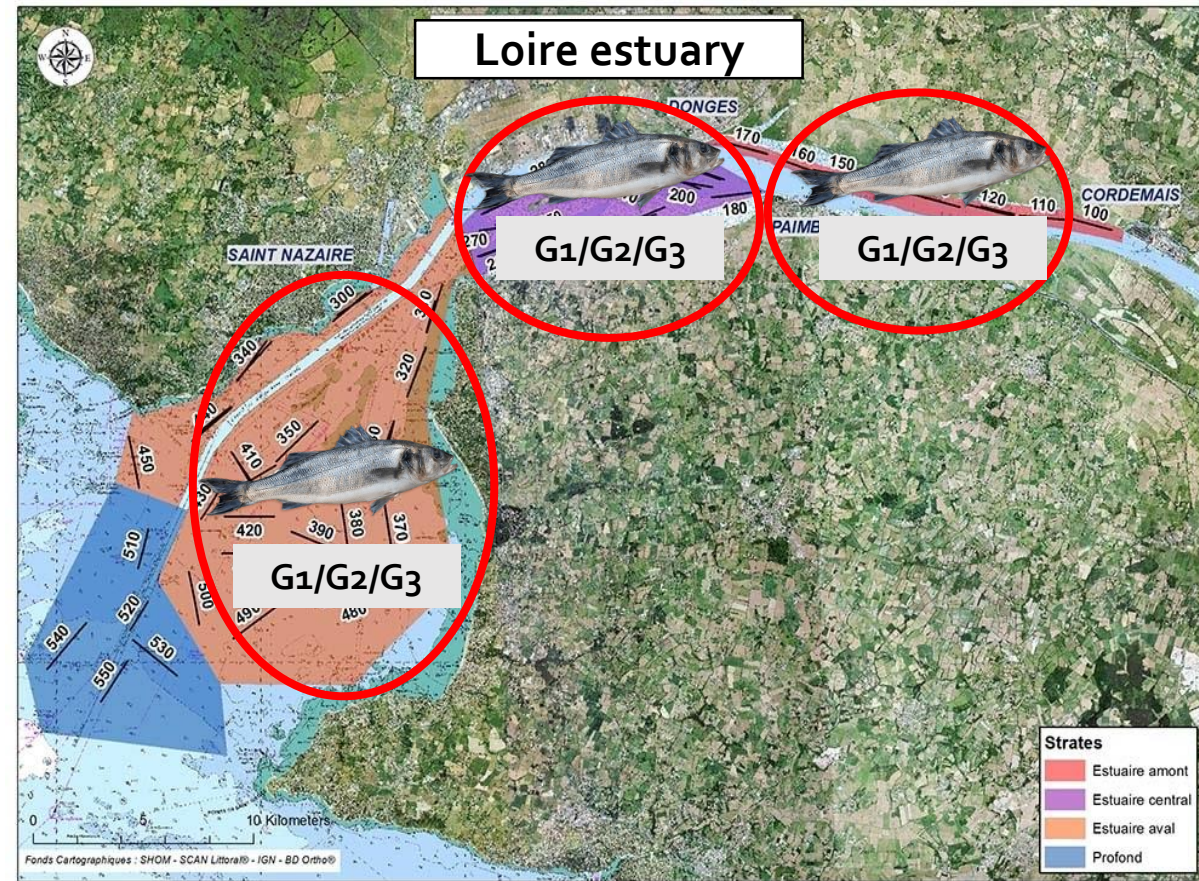 Loire estuary
N
W E
S
DONGES
170
160
150
200
180
120
110
100
CORDEMAIS
G1/G2/G3
G1/G2/G3
270
SAINT NAZAIRE
300
340
320
350
410
450
420
390
380
370
510
500
490
480
520
540
530
550
G1/G2/G3
Strates
Estuaire amont
Estuaire central
Estuaire aval
Profond
0 5 10 Kilometers
Fonds Cartographiques : SHOM - SCAN Littoral® - IGN - BD Ortho®